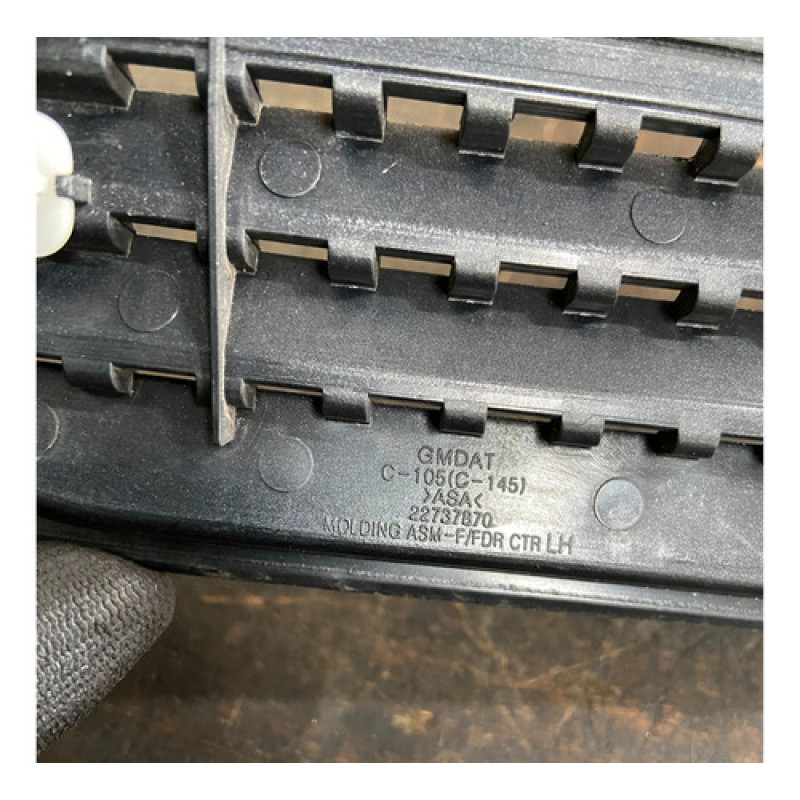 GMDAT
C-105(C-145)
>ASA<
22737870
MOLDING ASM-F/FDR CTR LH